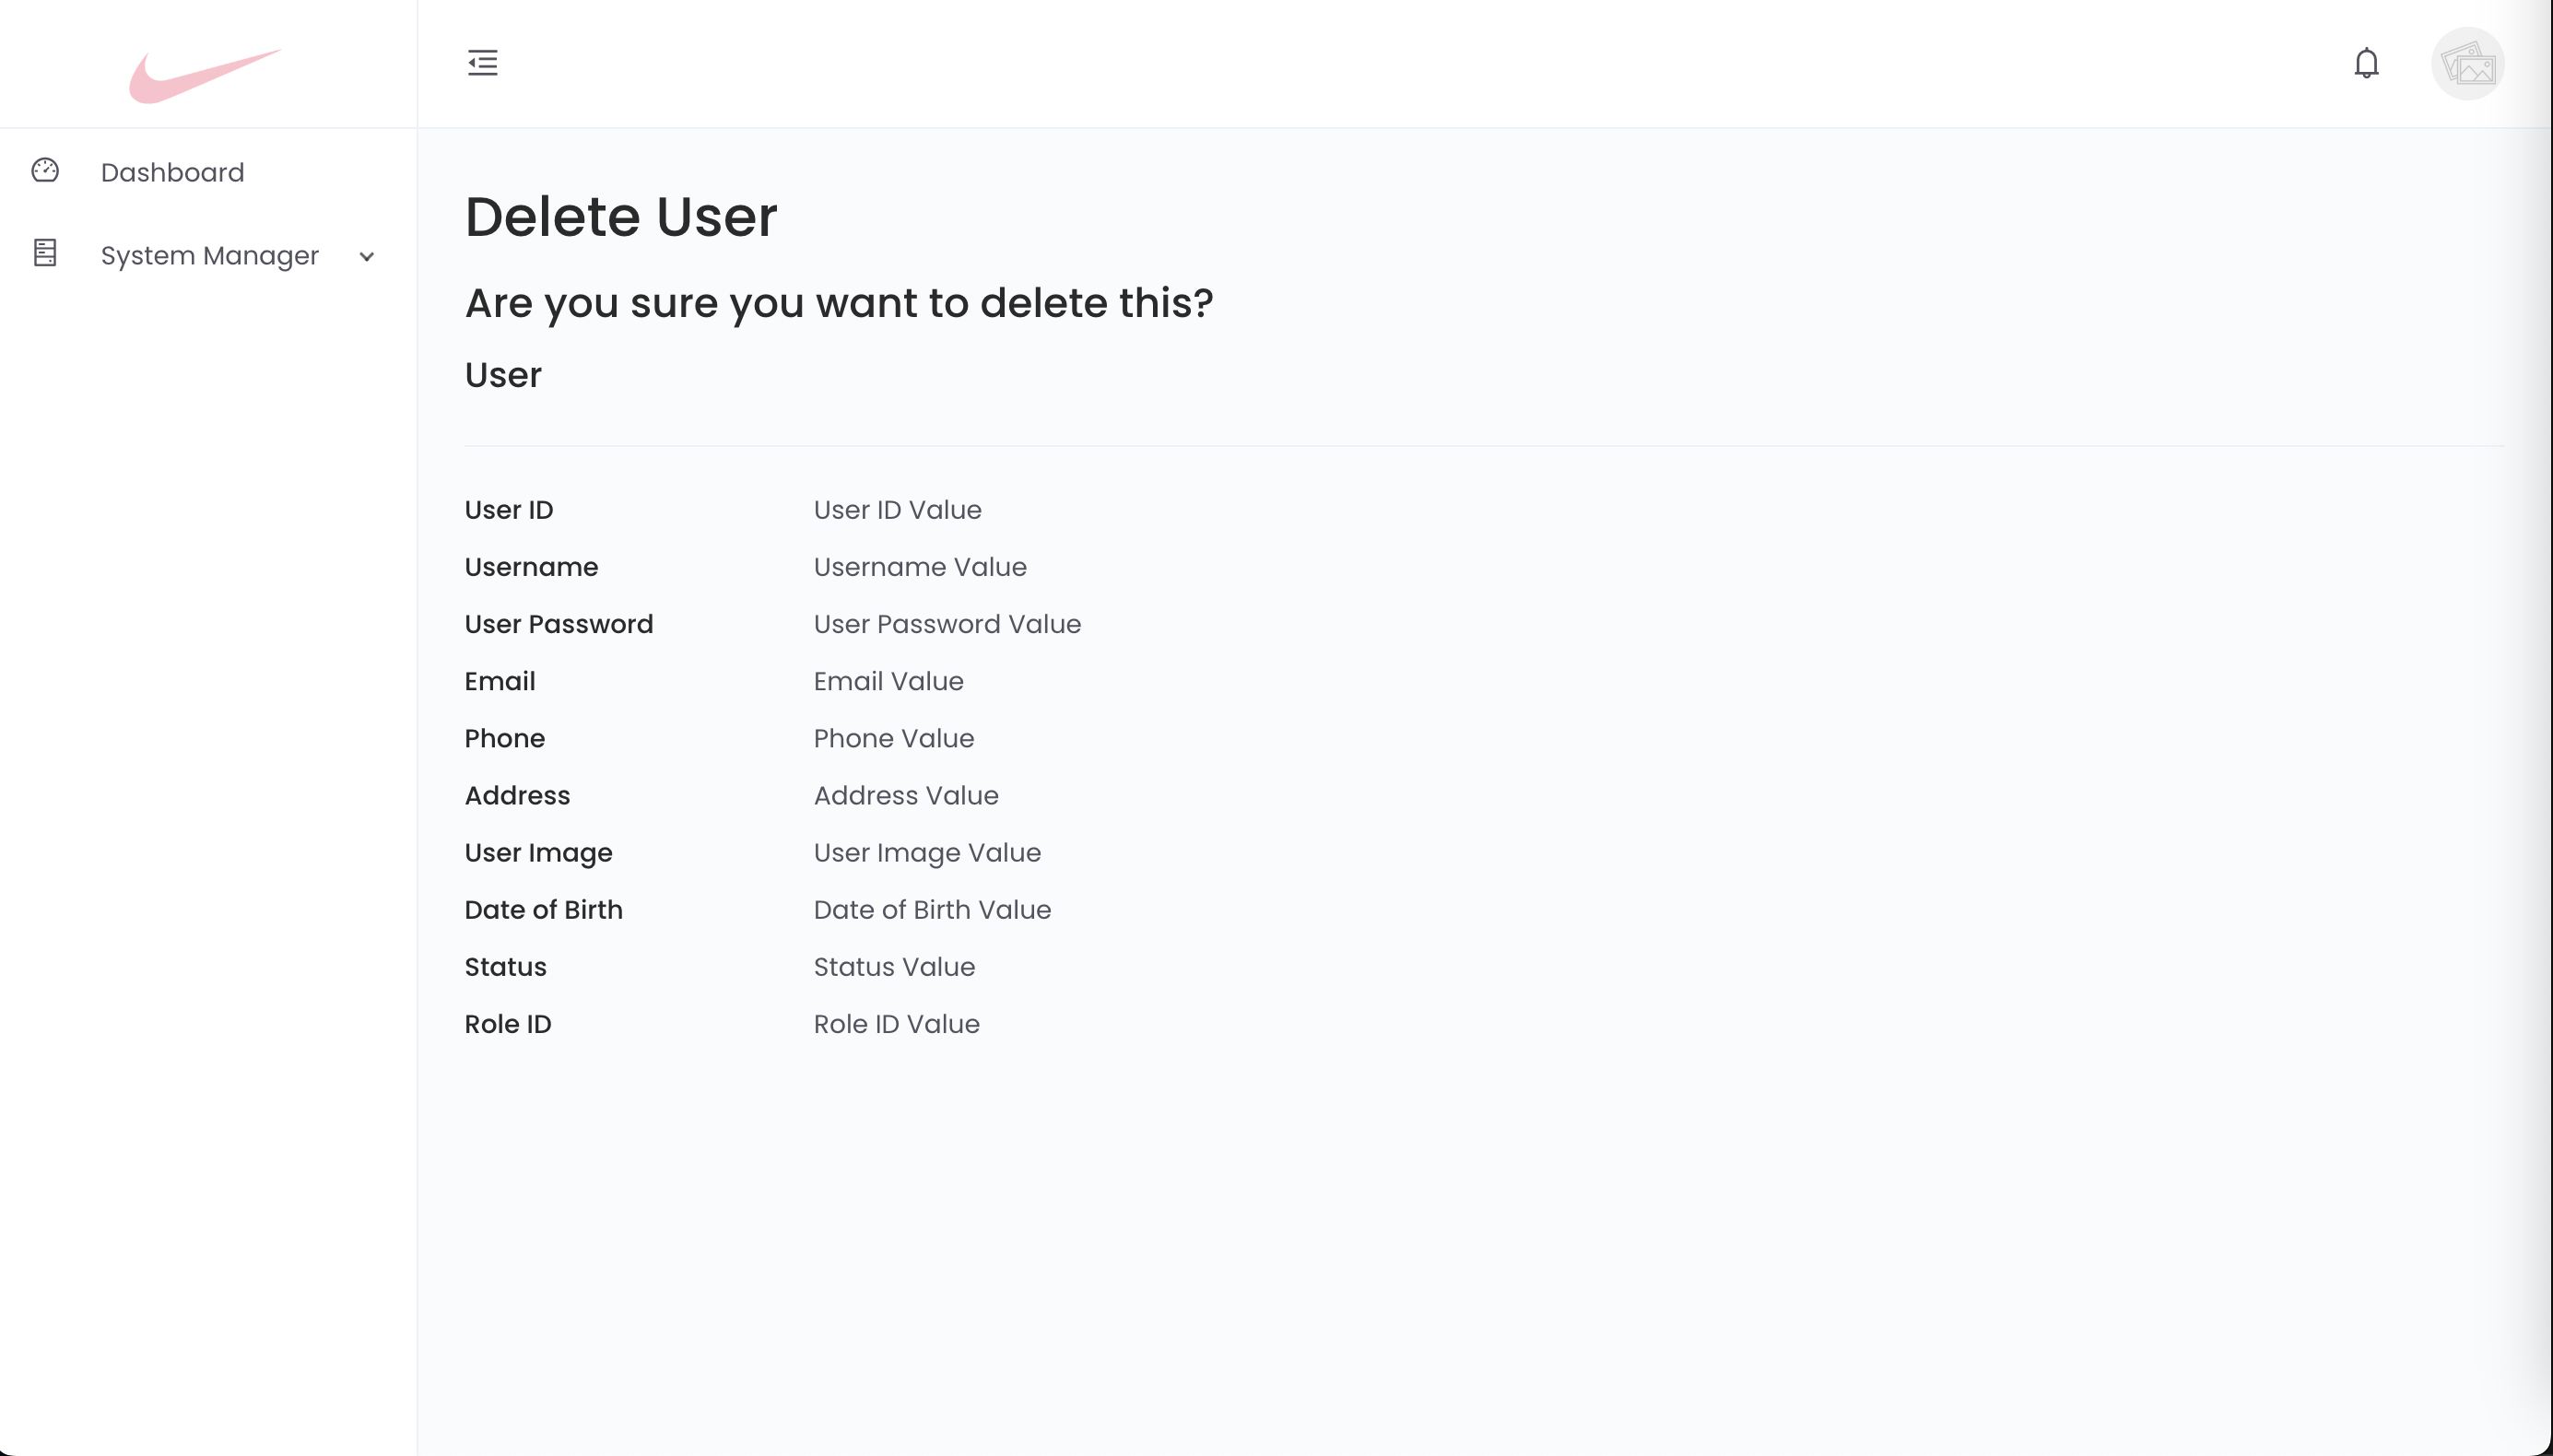 Dashboard
System Manager
Delete User
Are you sure you want to delete this?
User
User ID User ID Value
Username Username Value
User Password User Password Value
Email Email Value
Phone Phone Value
Address Address Value
User Image User Image Value
Date of Birth Date of Birth Value
Status Status Value
Role ID Role ID Value